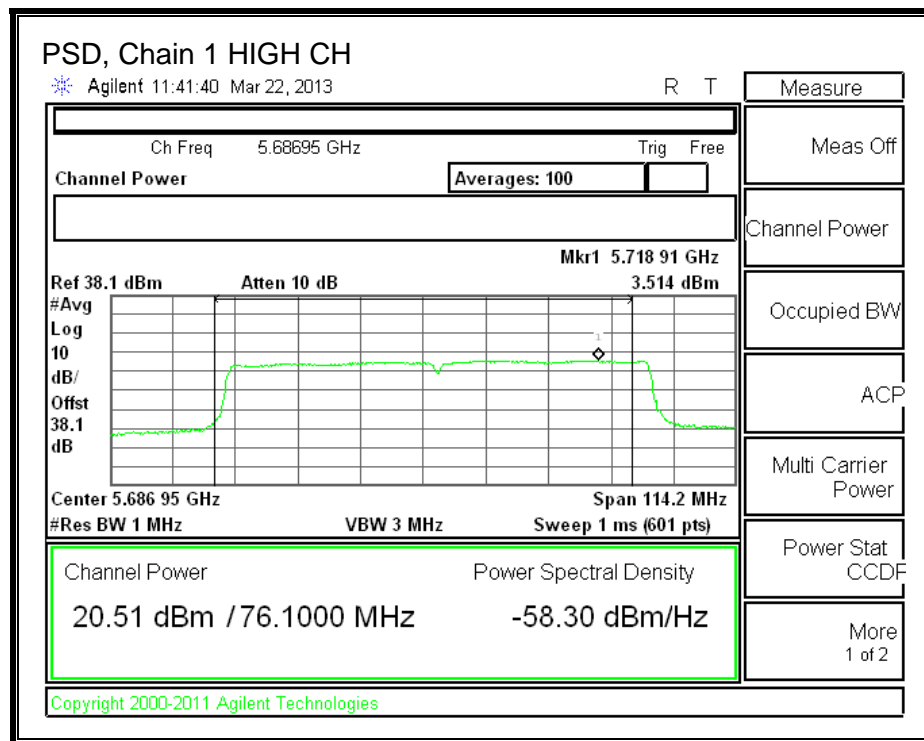 PSD, Chain 1 HIGH CH
Agilent 11:41:40 Mar 22, 2013 R T
Measure
Ch Freq 5.68695 GHz Trig Free
Meas Off
Channel Power Averages: 100
Channel Power
Mkr1 5.718 91 GHz
Ref 38.1 dBm Atten 10 dB 3.514 dBm
#Avg
Log
10
dB/
Offst
38.1
dB
1
Occupied BW
ACP
Center 5.686 95 GHz Span 114.2 MHz
#Res BW 1 MHz VBW 3 MHz Sweep 1 ms (601 pts)
Multi Carrier
Power
Channel Power Power Spectral Density
20.51 dBm / 76.1000 MHz -58.30 dBm/Hz
Power Stat
CCDF
More
1 of 2
Copyright 2000-2011 Agilent Technologies